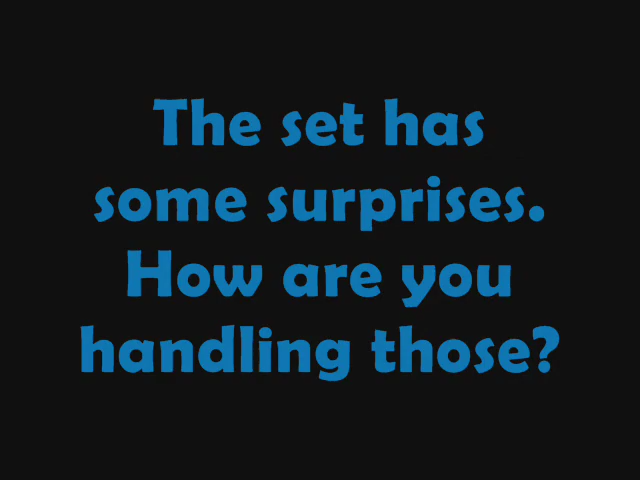 The set has
some surprises.
How are you
handling those?